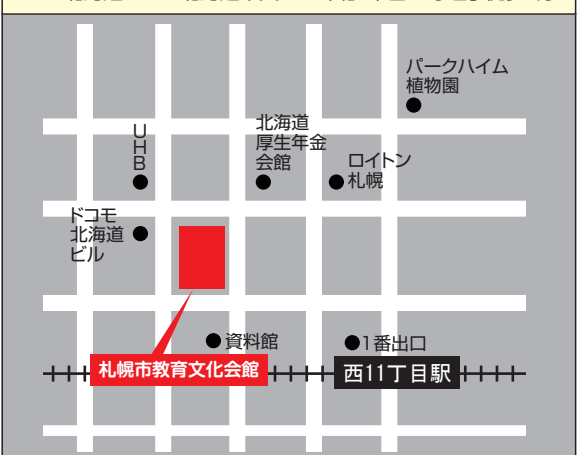 パークハイム
植物園
UHB
北海道
厚生年金
会館
ロイトン
札幌
ドコモ
北海道
ビル
資料館
1番出口
札幌市教育文化会館
西11丁目駅